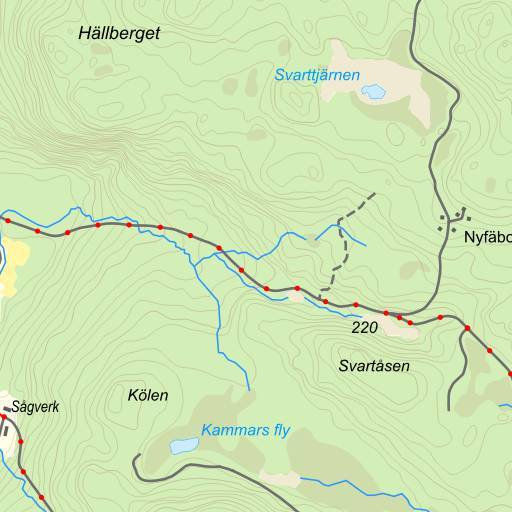 Hällberget
Svarttjärnen
Nyfäbo
220
Svartåsen
Kölen
Sågverk
Kammars fly